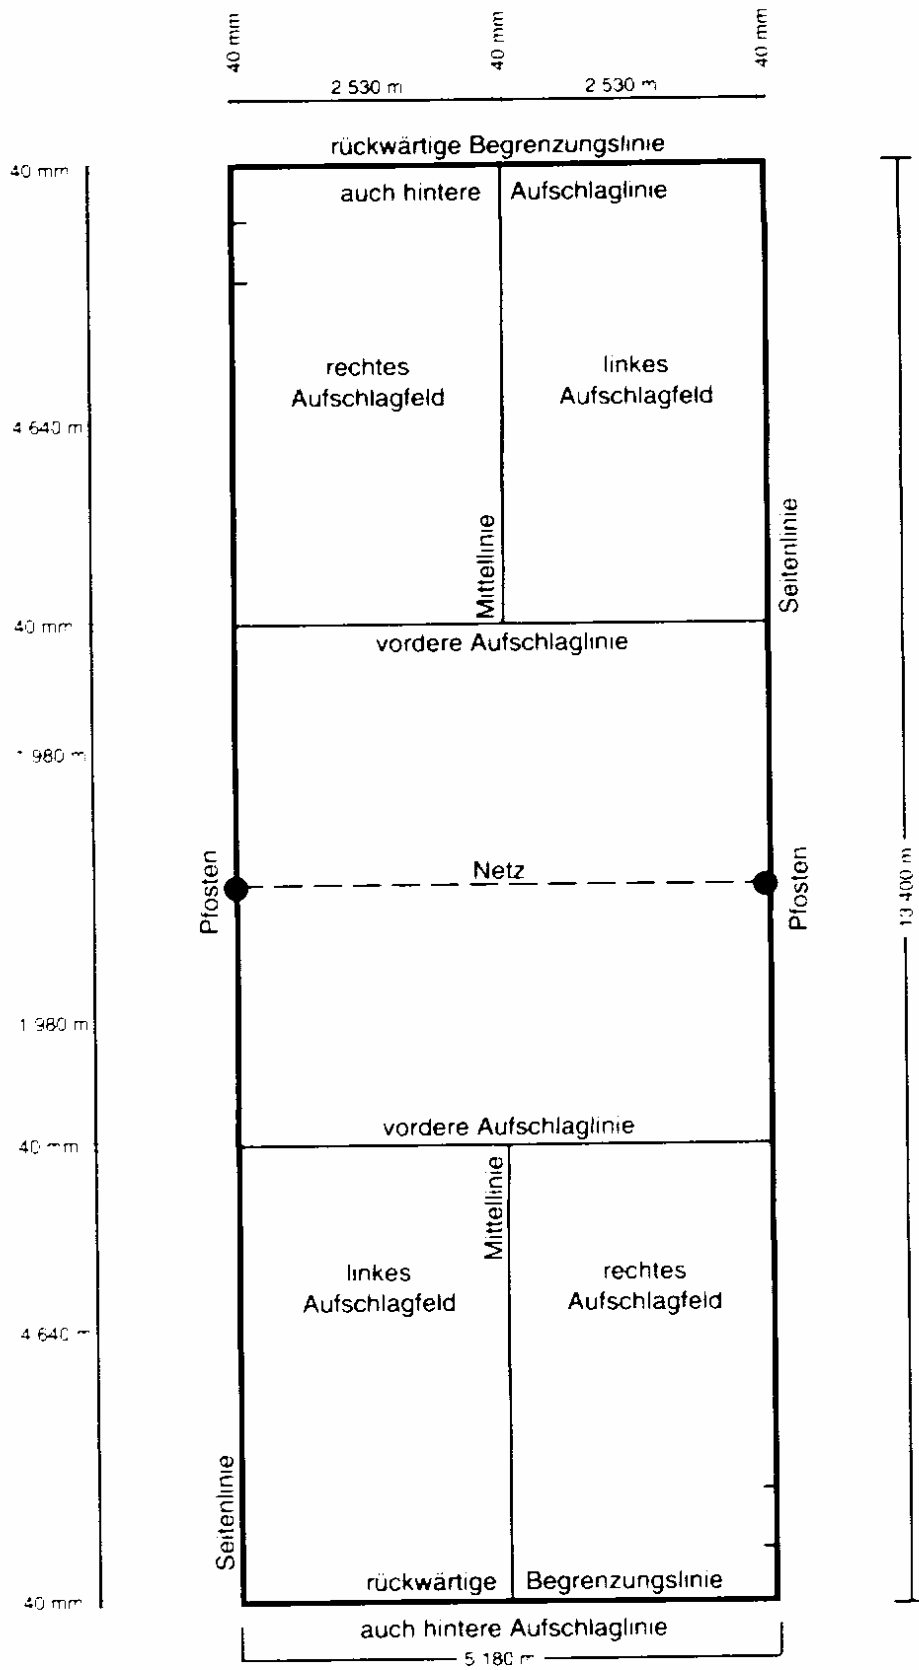 40 mm
40 mm
40 mm
2 530 m
2 530 m
rückwärtige Begrenzungslinie
40 mm
auch hintere Aufschlaglinie
rechtes
Aufschlagfeld
linkes
Aufschlagfeld
4 640 m
Mittellinie
Seitenlinie
40 mm
vordere Aufschlaglinie
980 m
Pfosten
Netz
Pfosten
13 400 m
1 980 m
vordere Aufschlaglinie
40 mm
Mittellinie
linkes
Aufschlagfeld
rechtes
Aufschlagfeld
4 640 m
Seitenlinie
rückwärtige Begrenzungslinie
40 mm
auch hintere Aufschlaglinie
5 180 m